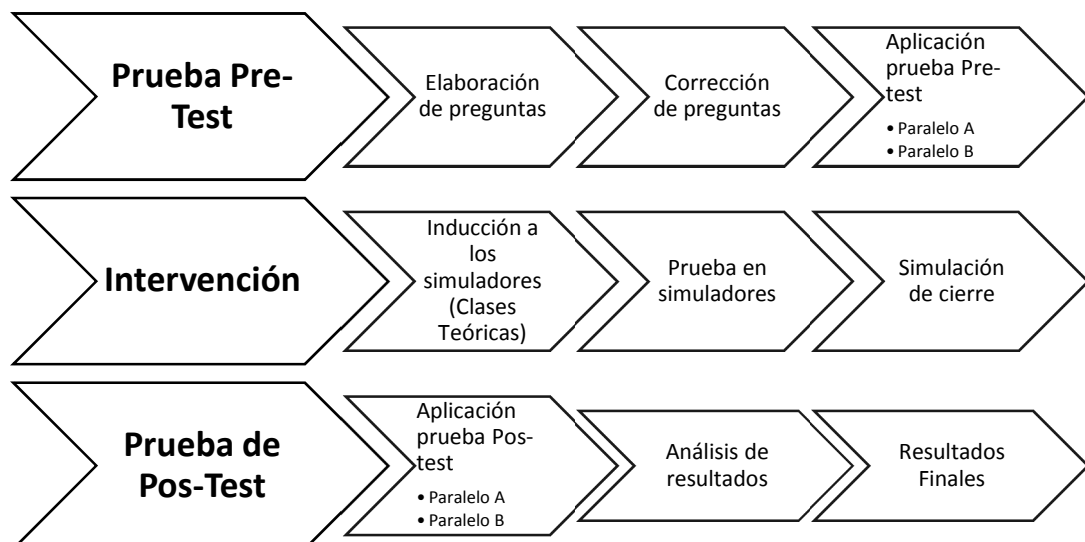 Prueba Pre-
Test
Elaboración
de preguntas
Corrección
de preguntas
Aplicación
prueba Pre-
test
• Paralelo A
• Paralelo B
Intervención
Inducción a
los
simuladores
(Clases
Teóricas)
Prueba en
simuladores
Simulación
de cierre
Prueba de
Pos-Test
Aplicación
prueba Pos-
test
• Paralelo A
• Paralelo B
Análisis de
resultados
Resultados
Finales